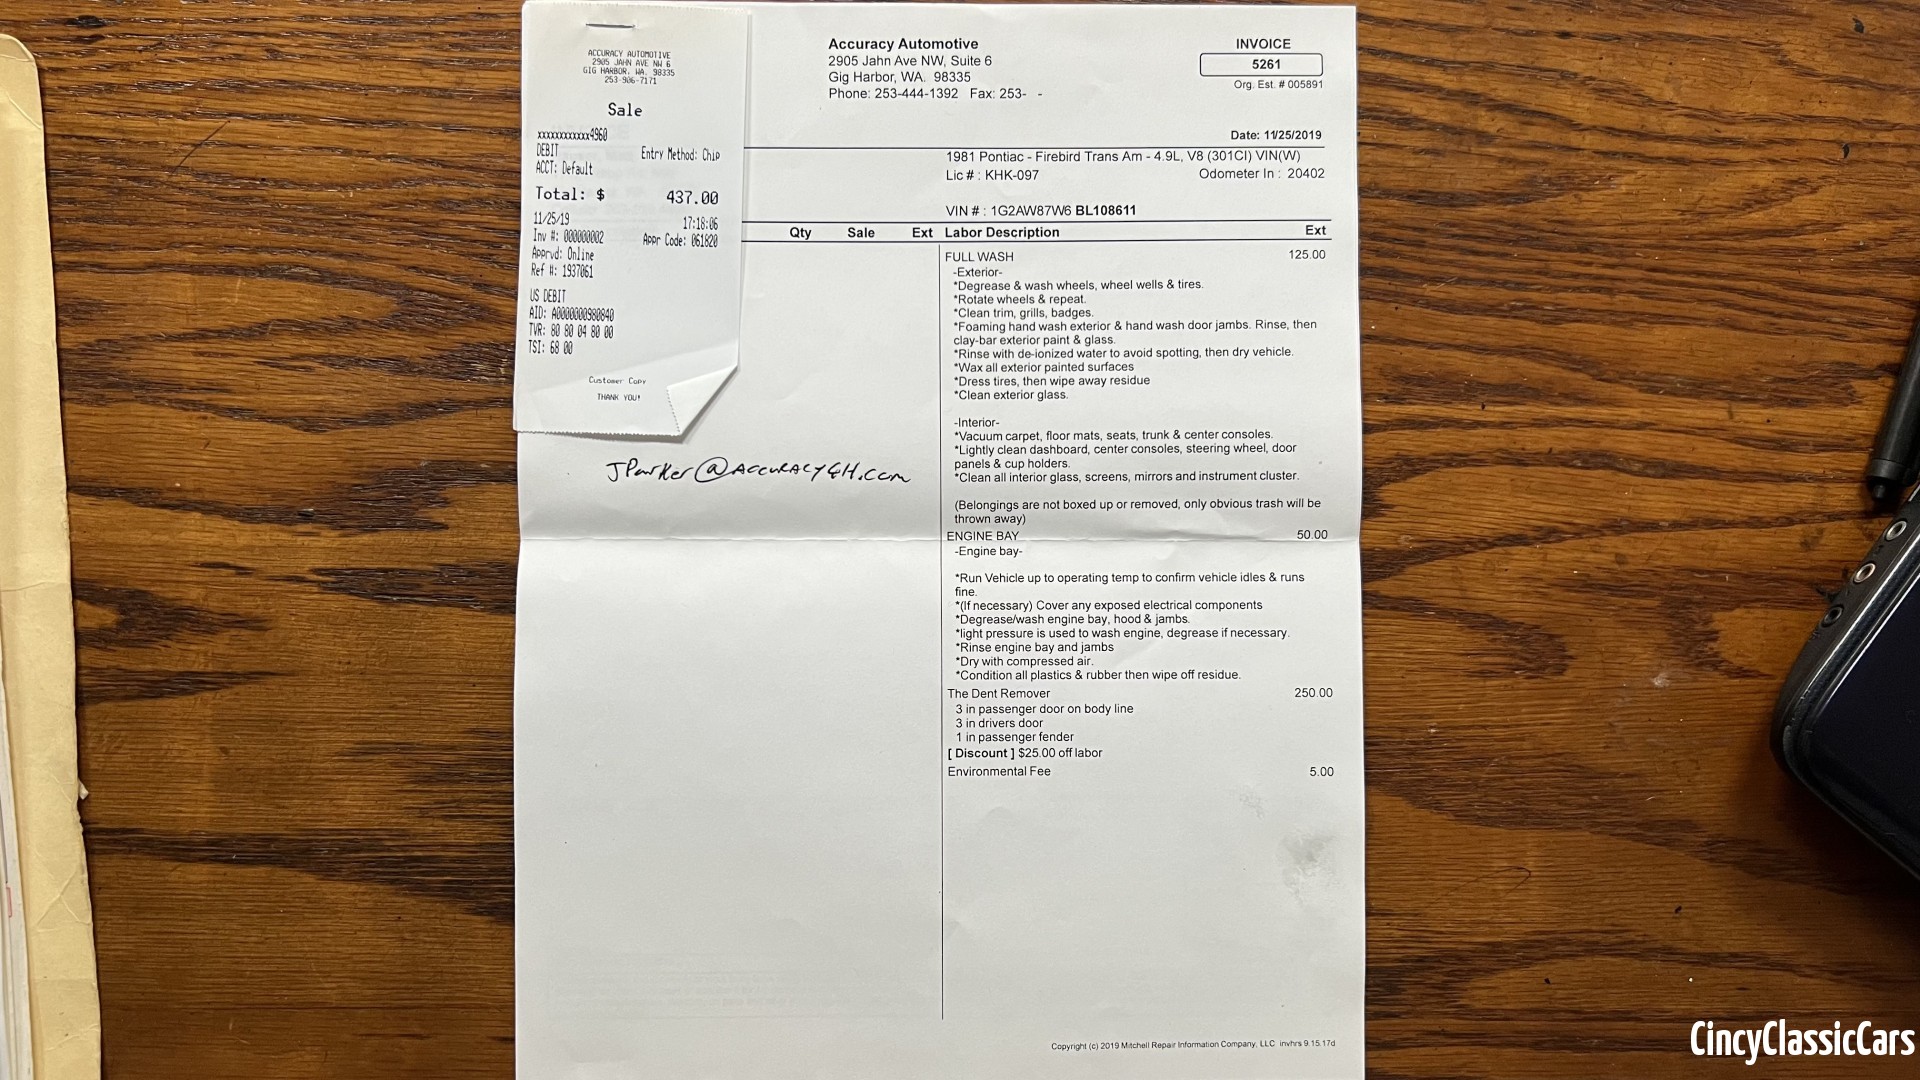 ACCURACY AUTOMOTIVE
2905 JAHN AVE NW 6
GIG HARBOR, WA. 98335
253-906-7171
Sale
xxxxxxxxxxxx4960
DEBIT Entry Method: Chip
ACCT: Default
Total: $ 437.00
11/25/19 17:18:06
Inv #: 000000002 Appr Code: 061820
Apprvd: Online
Ref #: 1937061
US DEBIT
AID: A0000000980840
TVR: 80 80 04 80 00
TSI: 68 00
Customer Copy
THANK YOU!
JParker@AccuracyGH.com
Accuracy Automotive
2905 Jahn Ave NW, Suite 6
Gig Harbor, WA. 98335
Phone: 253-444-1392 Fax: 253- -
INVOICE
5261
Org. Est. # 005891
Date: 11/25/2019
1981 Pontiac - Firebird Trans Am - 4.9L, V8 (301CI) VIN(W)
Lic # : KHK-097 Odometer In : 20402
VIN # : 1G2AW87W6 BL108611
Qty Sale Ext Labor Description Ext
FULL WASH 125.00
-Exterior-
*Degrease & wash wheels, wheel wells & tires.
*Rotate wheels & repeat.
*Clean trim, grills, badges.
*Foaming hand wash exterior & hand wash door jambs. Rinse, then
clay-bar exterior paint & glass.
*Rinse with de-ionized water to avoid spotting, then dry vehicle.
*Wax all exterior painted surfaces
*Dress tires, then wipe away residue
*Clean exterior glass.
-Interior-
*Vacuum carpet, floor mats, seats, trunk & center consoles.
*Lightly clean dashboard, center consoles, steering wheel, door
panels & cup holders.
*Clean all interior glass, screens, mirrors and instrument cluster.
(Belongings are not boxed up or removed, only obvious trash will be
thrown away)
ENGINE BAY 50.00
-Engine bay-
*Run Vehicle up to operating temp to confirm vehicle idles & runs
fine.
*(If necessary) Cover any exposed electrical components
*Degrease/wash engine bay, hood & jambs.
*light pressure is used to wash engine, degrease if necessary.
*Rinse engine bay and jambs
*Dry with compressed air.
*Condition all plastics & rubber then wipe off residue.
The Dent Remover 250.00
3 in passenger door on body line
3 in drivers door
1 in passenger fender
[ Discount ] $25.00 off labor
Environmental Fee 5.00
Copyright (c) 2019 Mitchell Repair Information Company, LLC invhrs 9.15.17d
CincyClassicCars